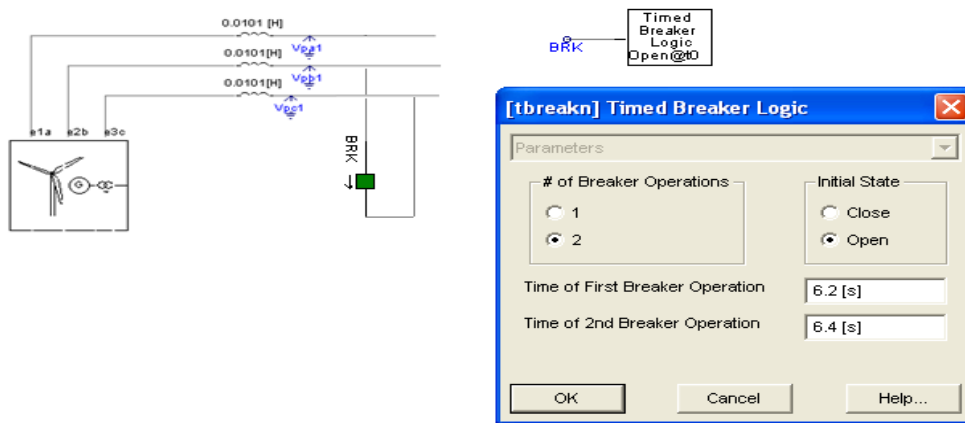 0.0101 [H]
Vpa1
0.0101[H]
Vpb1
0.0101[H]
Vpc1
e1a e2b e3c
G
BRK
BRK
Timed
Breaker
Logic
Open@t0
[tbreakn] Timed Breaker Logic
Parameters
# of Breaker Operations
1
2
Initial State
Close
Open
Time of First Breaker Operation
6.2 [s]
Time of 2nd Breaker Operation
6.4 [s]
OK
Cancel
Help...